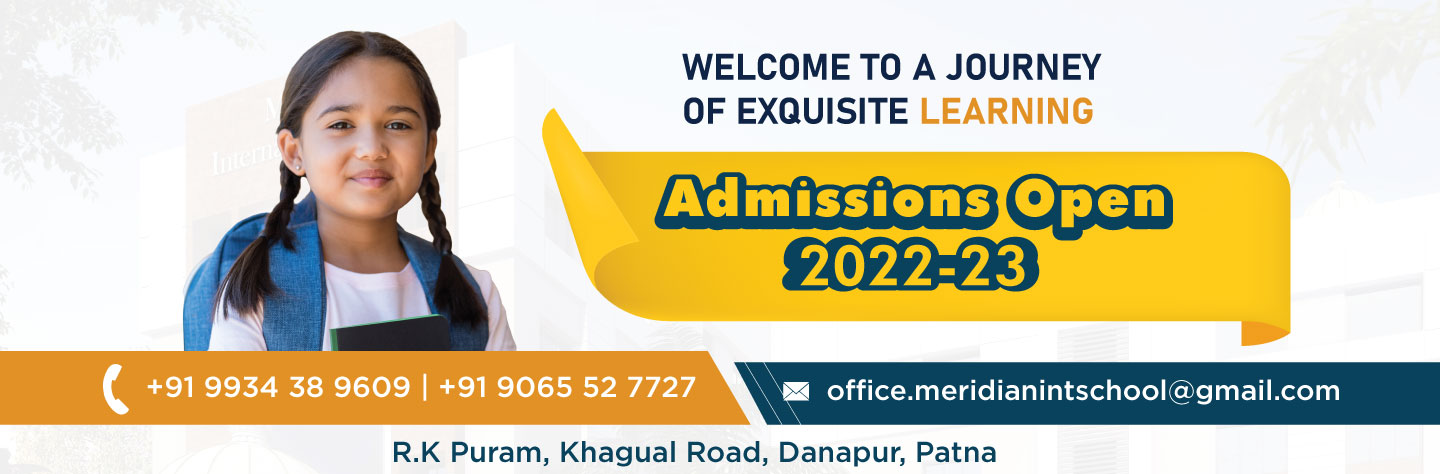 WELCOME TO A JOURNEY
OF EXQUISITE LEARNING
Admissions Open
2022-23
+91 9934 38 9609 | +91 9065 52 7727
office.meridianintschool@gmail.com
R.K Puram, Khagual Road, Danapur, Patna